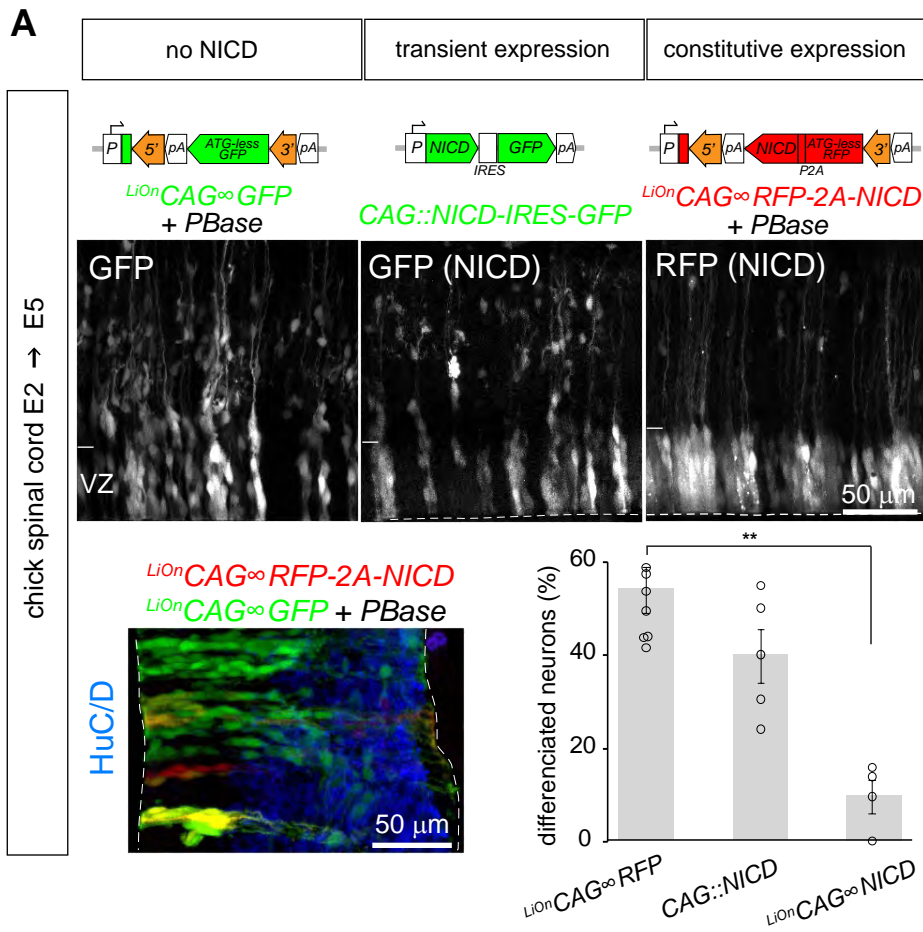 A
no NICD
transient expression
constitutive expression
chick spinal cord E2 → E5
P 5' pA ATG-less GFP 3' pA
P NICD GFP pA
IRES
P 5' pA NICD ATG-less RFP 3' pA
P2A
LiOnCAG∞GFP
+ PBase
CAG::NICD-IRES-GFP
LiOnCAG∞RFP-2A-NICD
+ PBase
GFP
VZ
GFP (NICD)
RFP (NICD)
50 μm
LiOnCAG∞RFP-2A-NICD
LiOnCAG∞GFP + PBase
HuC/D
50 μm
differenciated neurons (%)
**
60
40
20
0
LiOnCAG∞RFP
CAG::NICD
LiOnCAG∞NICD